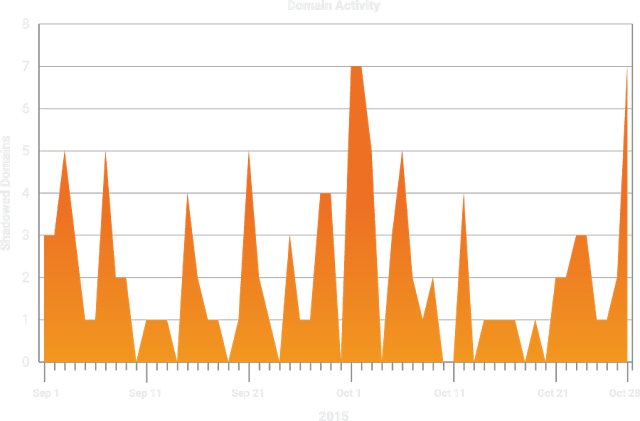 Domain Activity
8
7
6
5
4
3
2
1
0
Shadowed Domains
Sep 1
Sep 11
Sep 21
Oct 1
Oct 11
Oct 21
Oct 28
2015